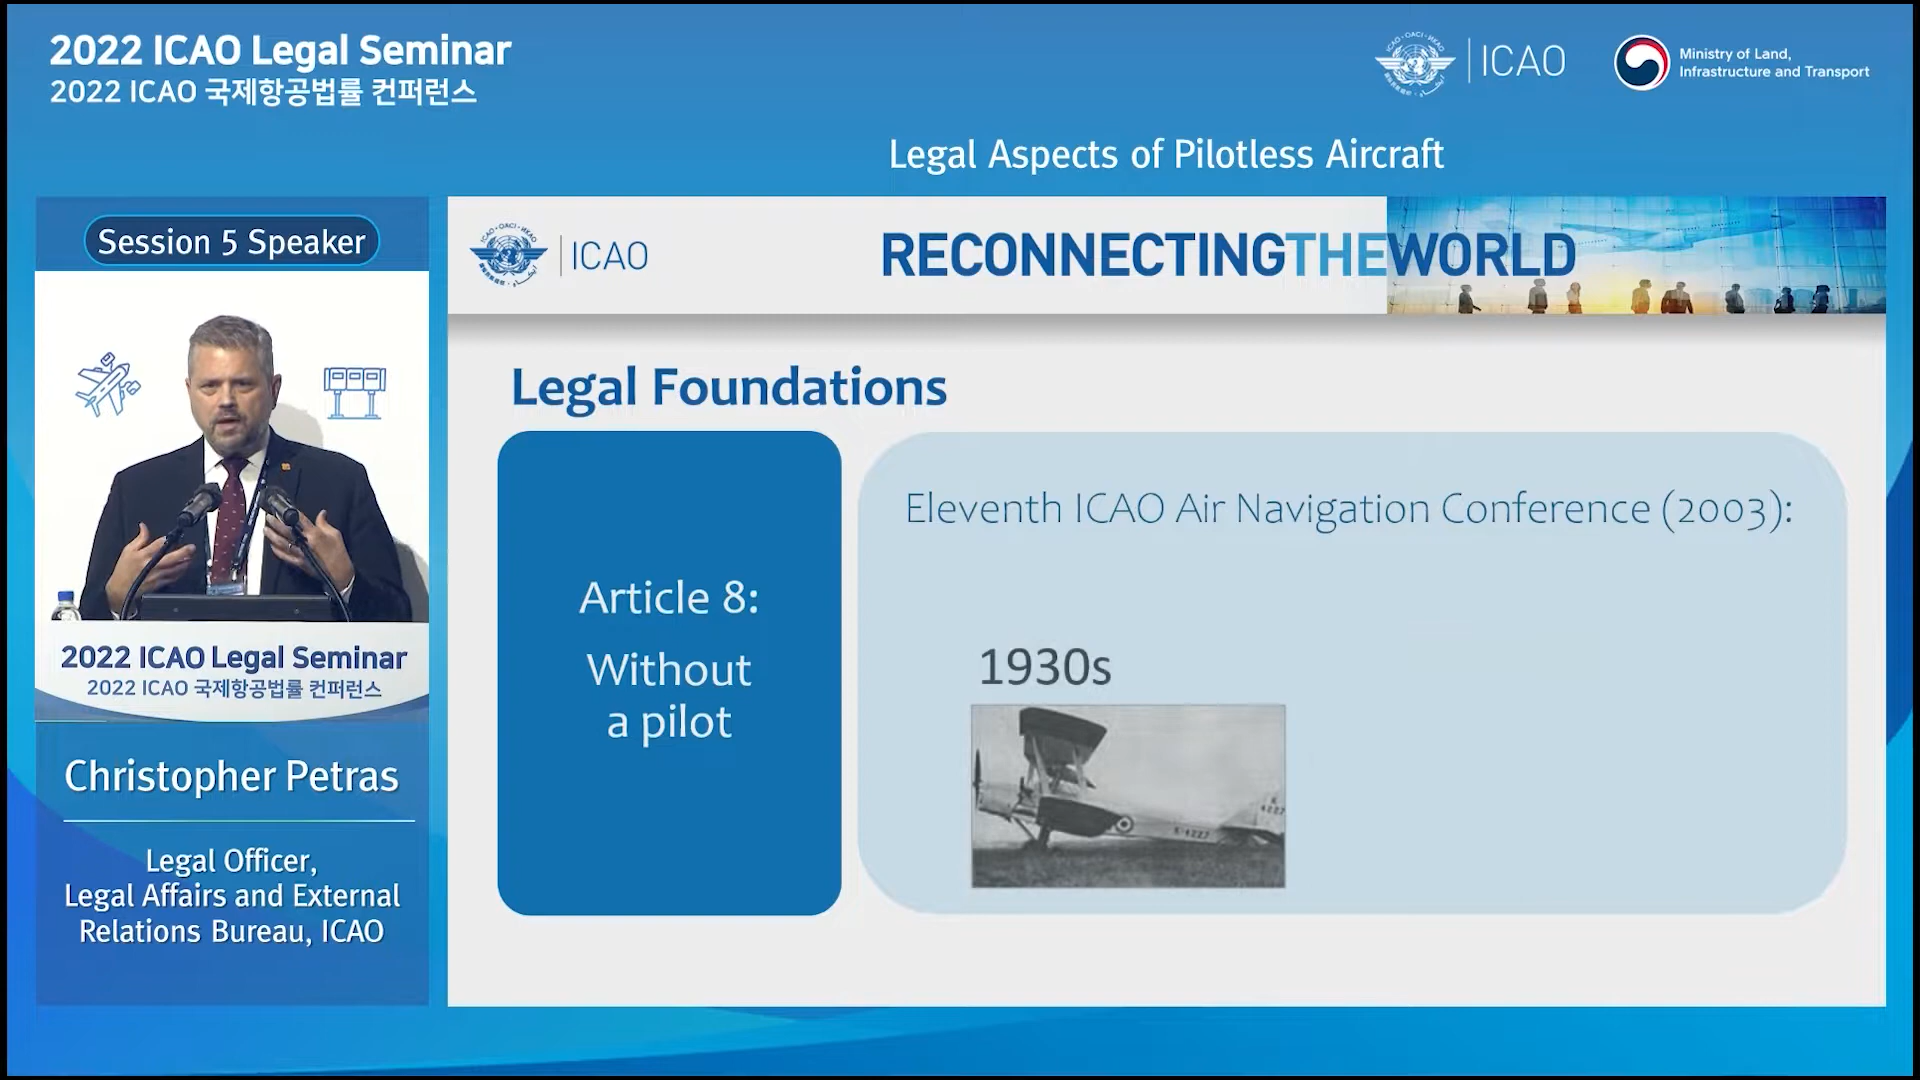 2022 ICAO Legal Seminar
2022 ICAO 국제항공법률 컨퍼런스
ICAO
Ministry of Land,
Infrastructure and Transport
Legal Aspects of Pilotless Aircraft
Session 5 Speaker
2022 ICAO Legal Seminar
2022 ICAO 국제항공법률 컨퍼런스
Christopher Petras
Legal Officer,
Legal Affairs and External
Relations Bureau, ICAO
ICAO
RECONNECTINGTHEWORLD
Legal Foundations
Article 8:
Without
a pilot
Eleventh ICAO Air Navigation Conference (2003):
1930s
K-4227
K
4227